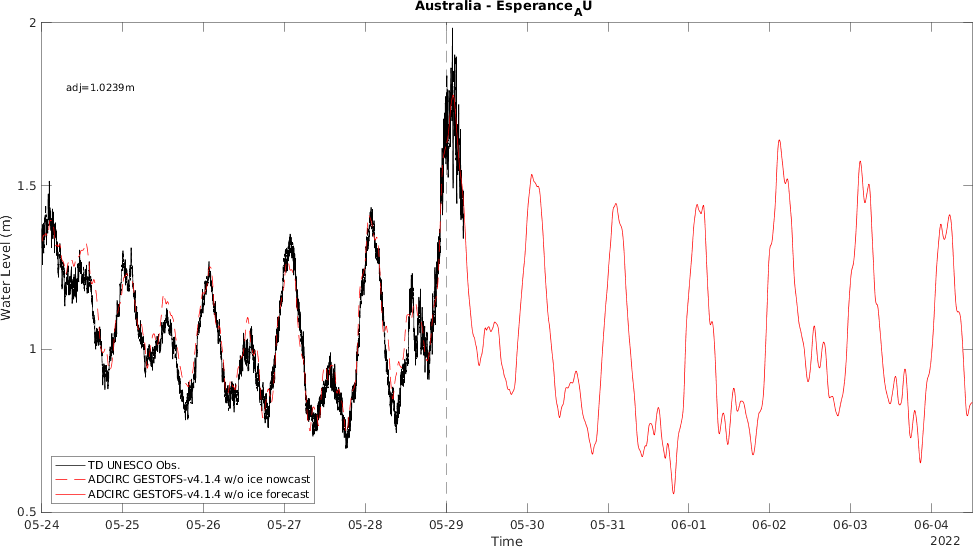 Australia - Esperance_AU
2
adj=1.0239m
1.5
Water Level (m)
1
TD UNESCO Obs.
ADCIRC GESTOFS-v4.1.4 w/o ice nowcast
ADCIRC GESTOFS-v4.1.4 w/o ice forecast
0.5
05-24 05-25 05-26 05-27 05-28 05-29 05-30 05-31 06-01 06-02 06-03 06-04
Time
2022